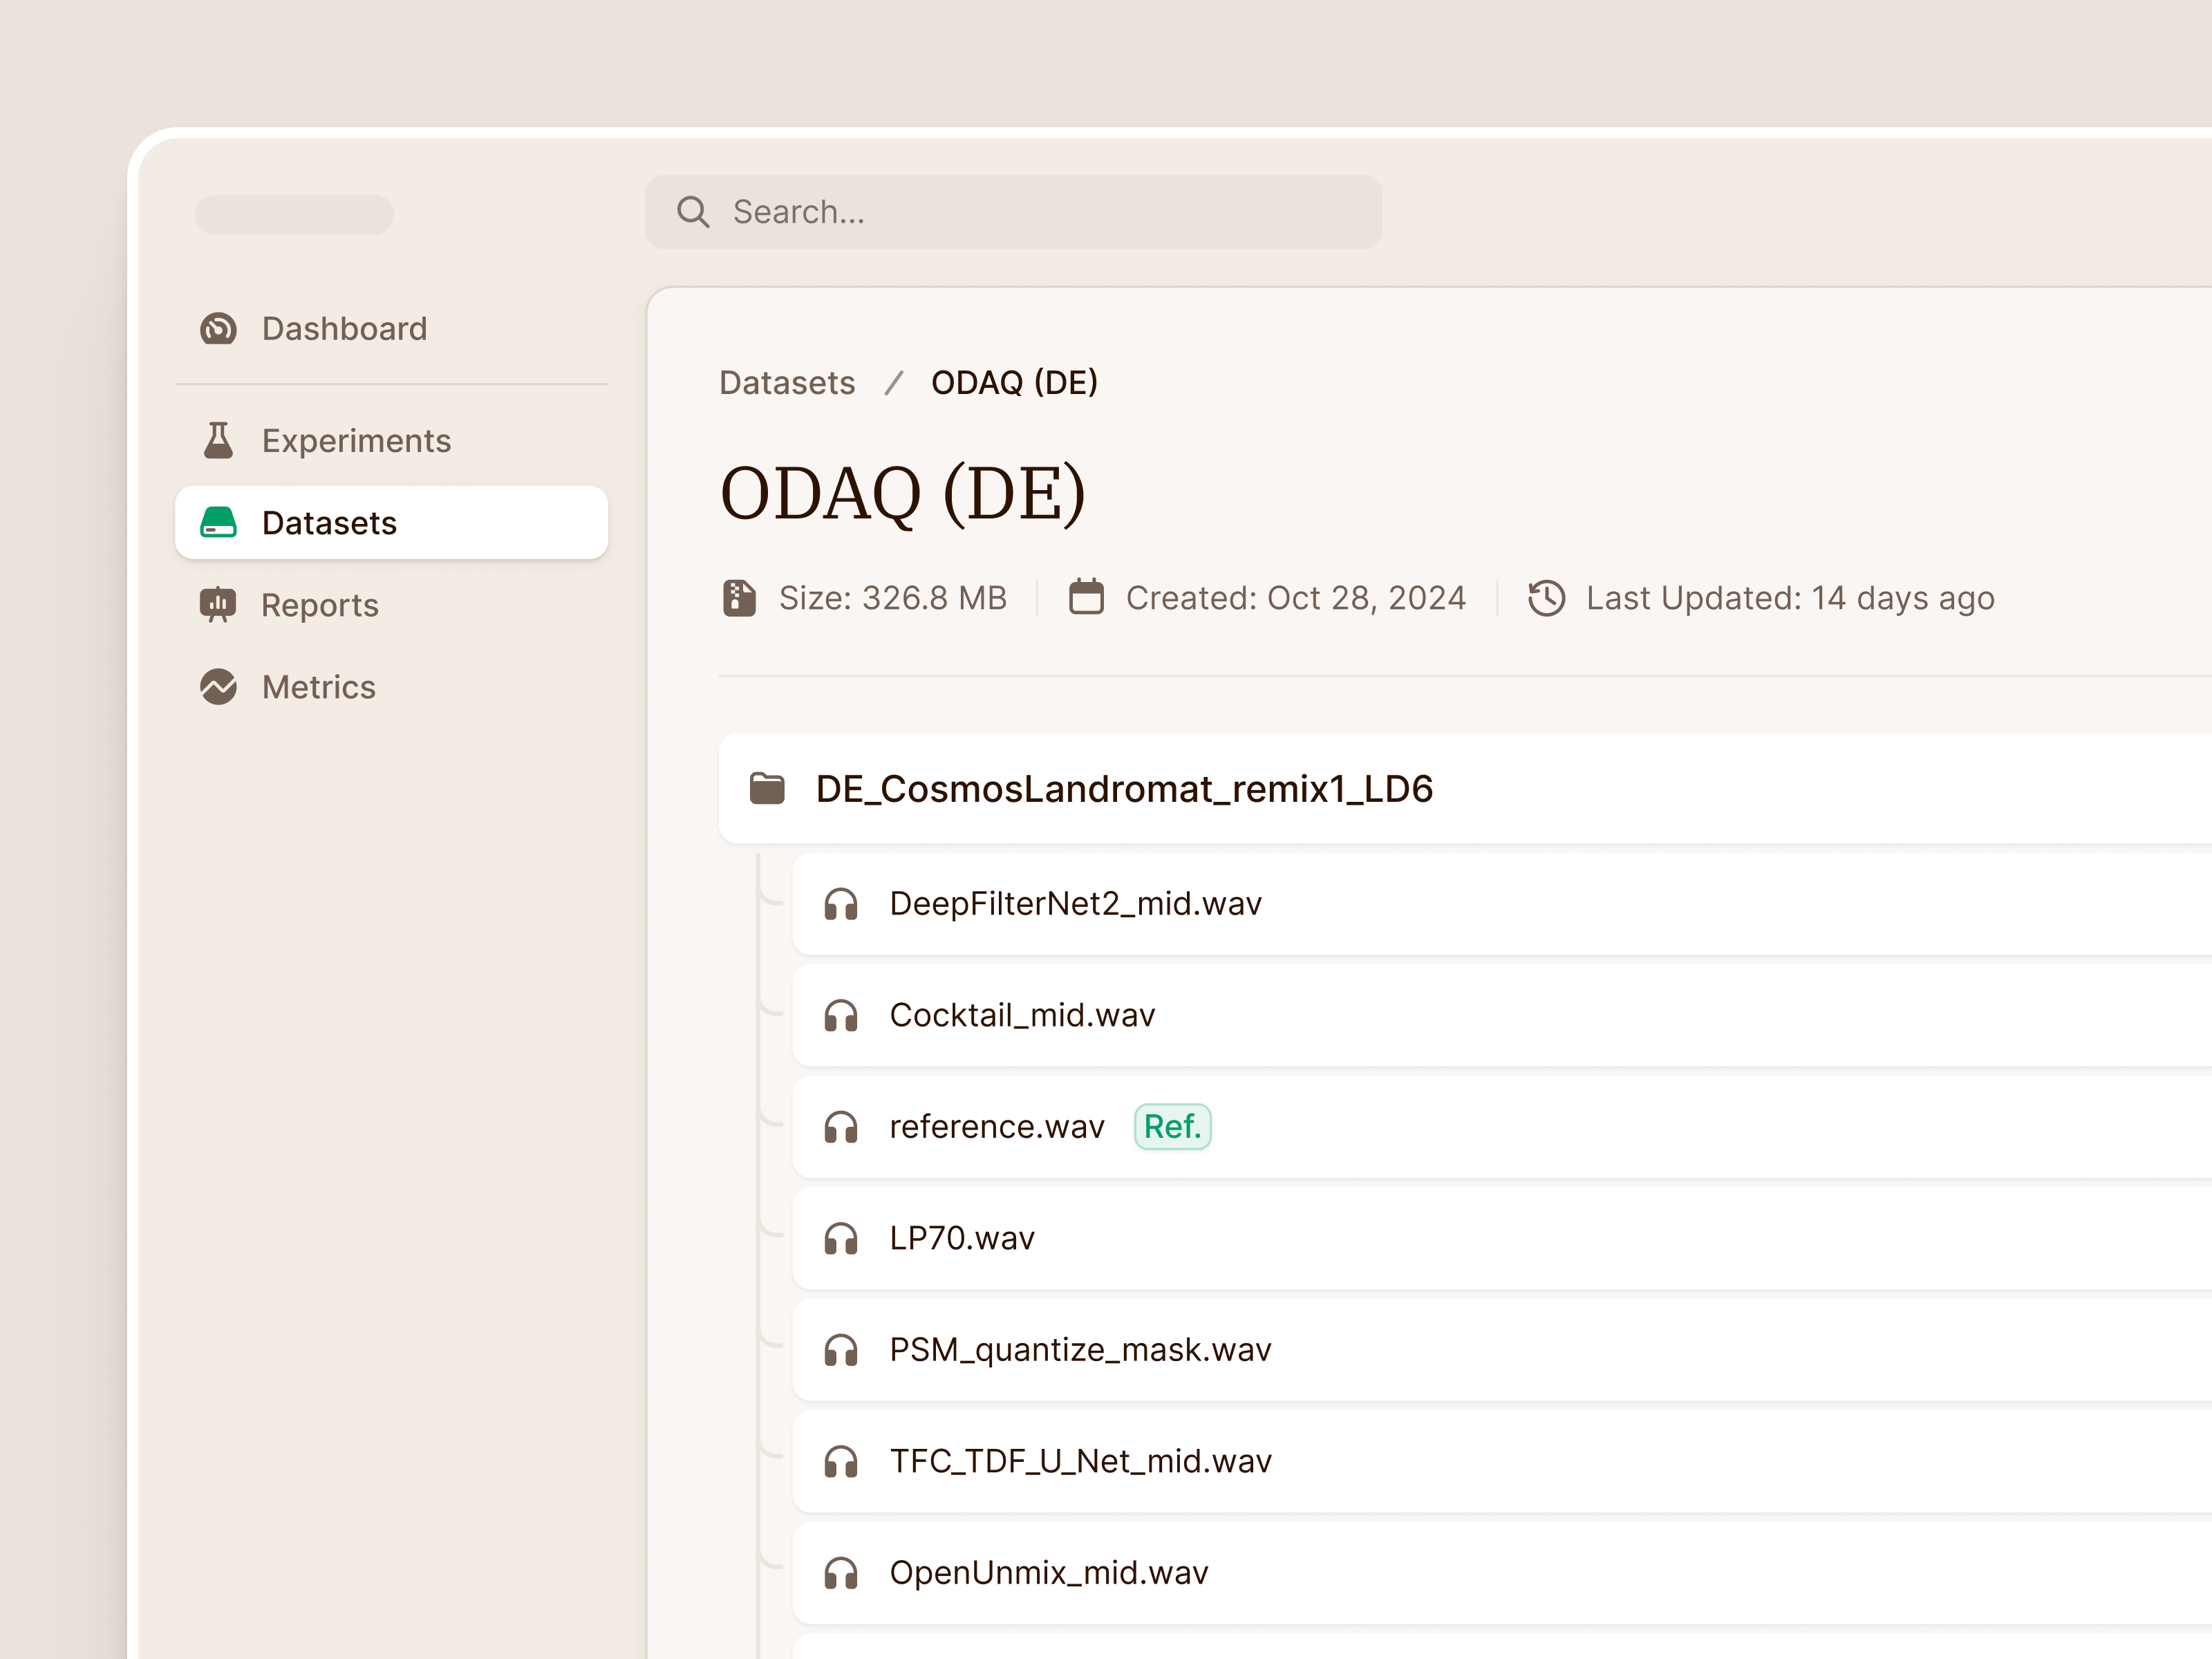 Search...
Dashboard
Experiments
Datasets
Reports
Metrics
Datasets / ODAQ (DE)
ODAQ (DE)
Size: 326.8 MB
Created: Oct 28, 2024
Last Updated: 14 days ago
DE_CosmosLandromat_remix1_LD6
DeepFilterNet2_mid.wav
Cocktail_mid.wav
reference.wav Ref.
LP70.wav
PSM_quantize_mask.wav
TFC_TDF_U_Net_mid.wav
OpenUnmix_mid.wav